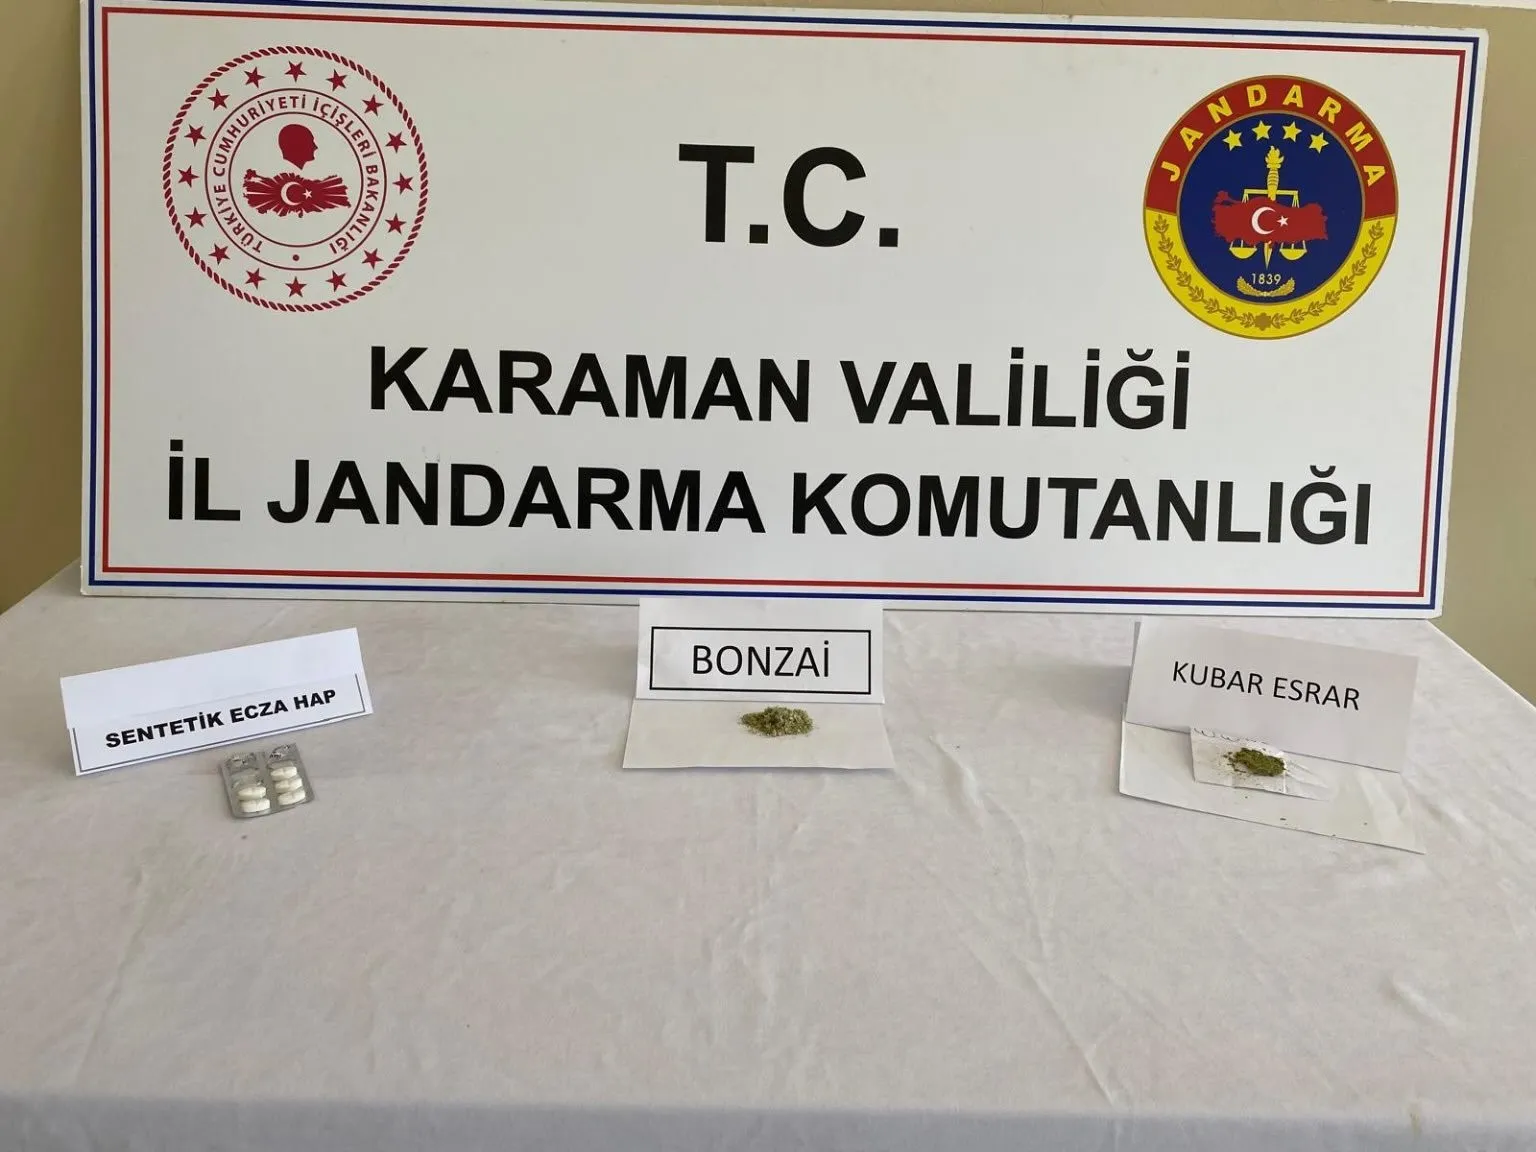 TÜRKİYE CUMHURİYETİ İÇİŞLERİ BAKANLIĞI
JANDARMA
1839
T.C.
KARAMAN VALİLİĞİ
İL JANDARMA KOMUTANLIĞI
SENTETİK ECZA HAP
BONZAİ
KUBAR ESRAR